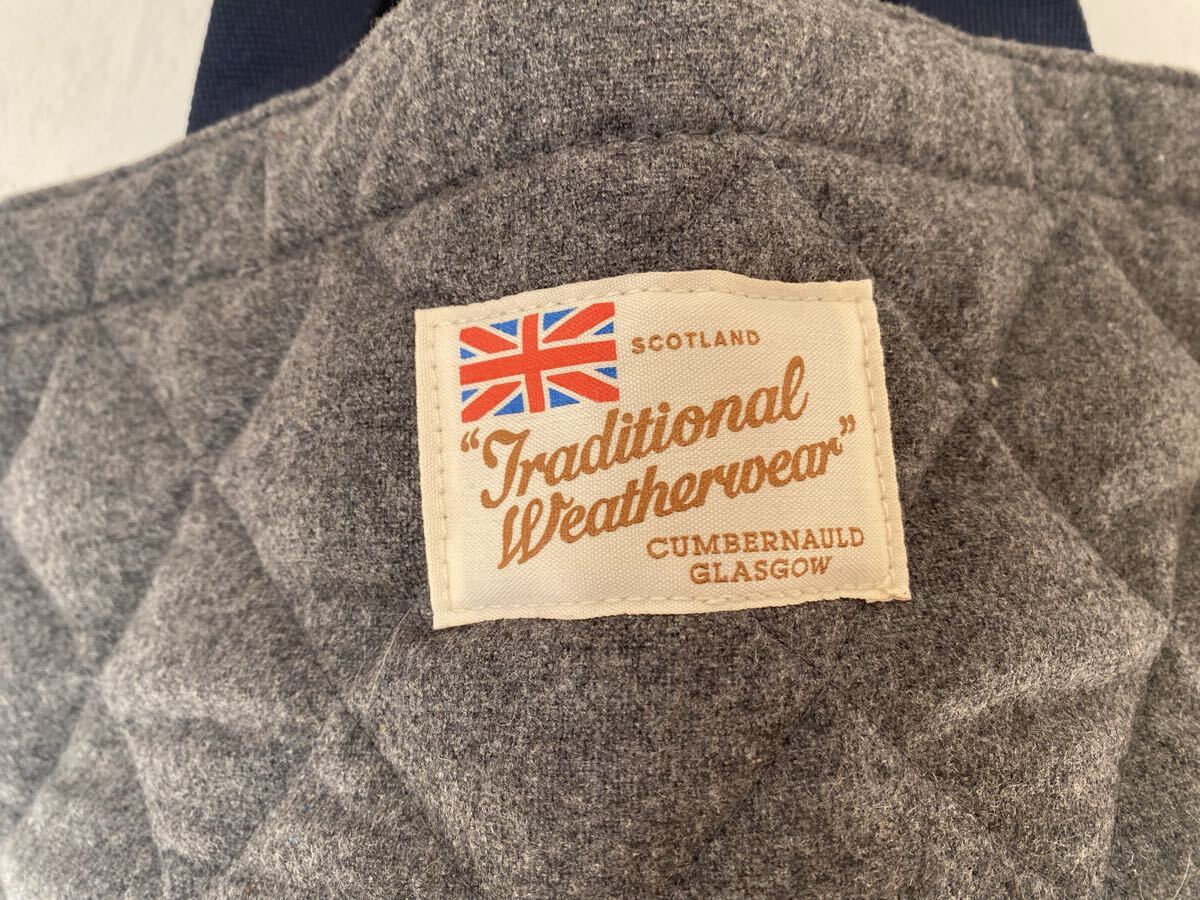 SCOTLAND
“Traditional
Weatherwear”
CUMBERNAULD
GLASGOW